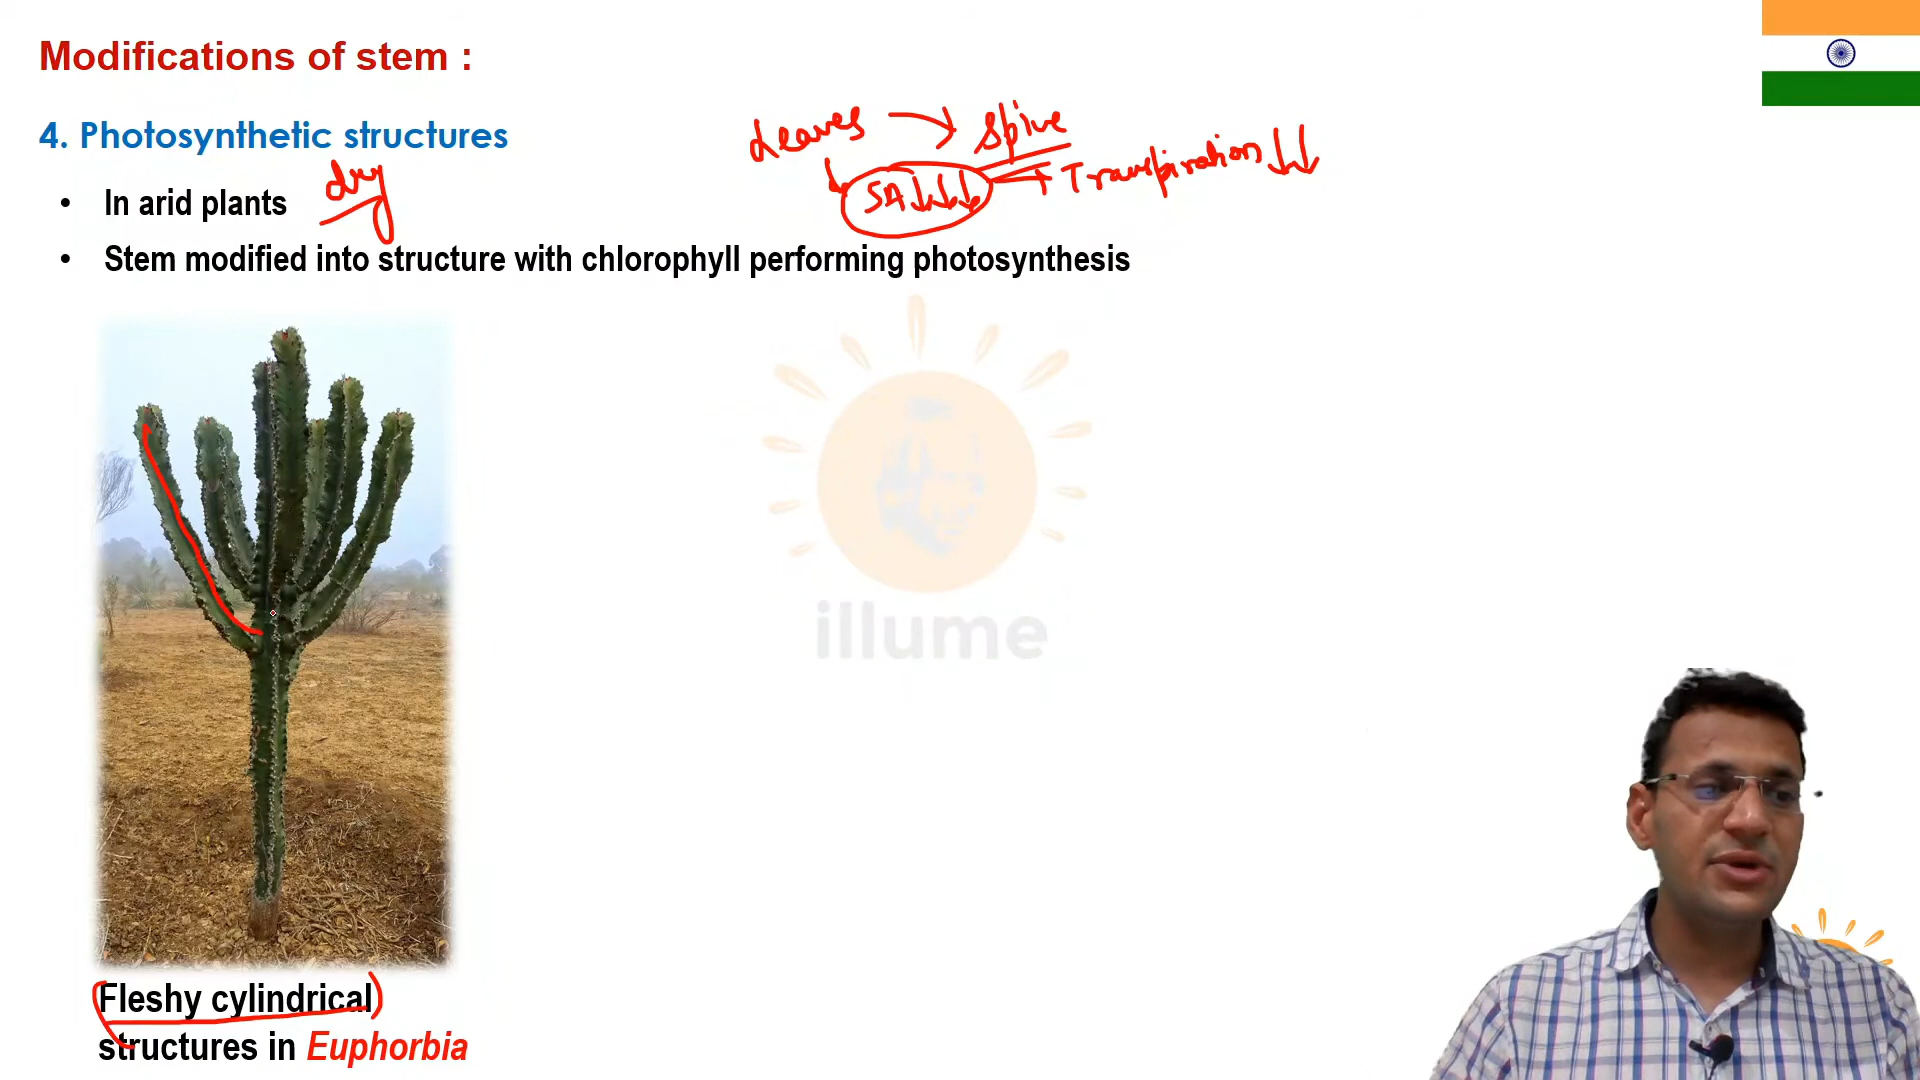 Modifications of stem :
4. Photosynthetic structures
Leaves → Spine
SA↓↓↓ → Transpiration ↓↓
• In arid plants dry
• Stem modified into structure with chlorophyll performing photosynthesis
illume
Fleshy cylindrical
structures in Euphorbia